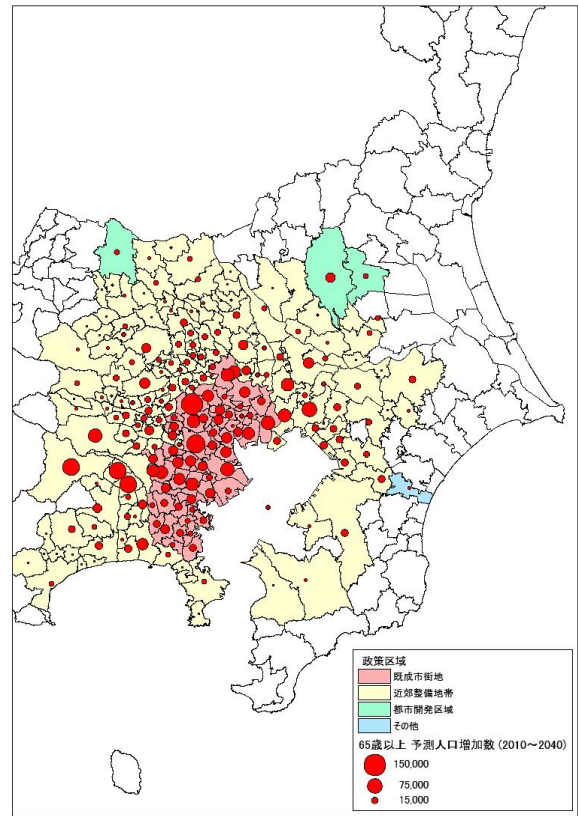 政策区域
既成市街地
近郊整備地帯
都市開発区域
その他
65歳以上 予測人口増加数 (2010～2040)
150,000
75,000
15,000